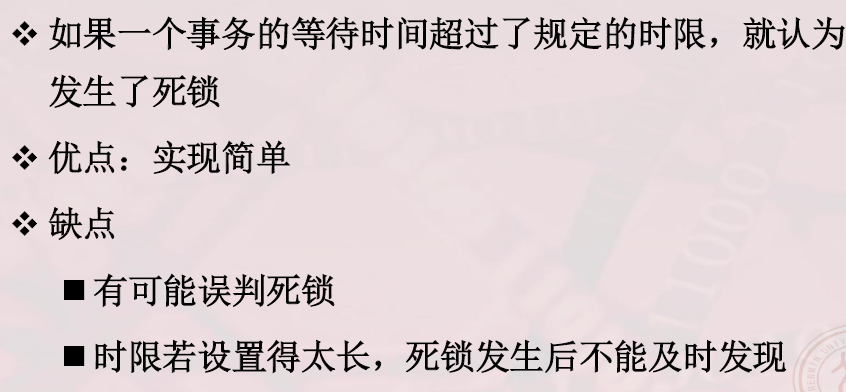 ❖ 如果一个事务的等待时间超过了规定的时限，就认为
发生了死锁
❖ 优点：实现简单
❖ 缺点
■ 有可能误判死锁
■ 时限若设置得太长，死锁发生后不能及时发现